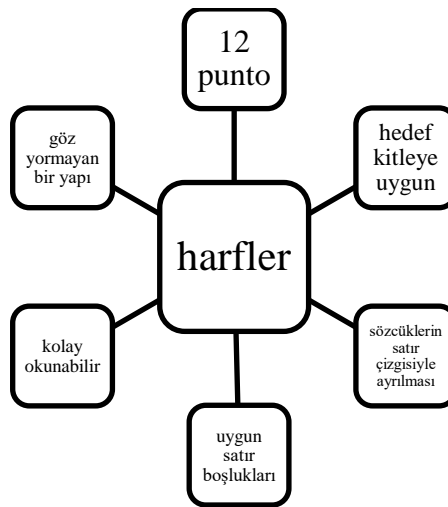 12
punto
hedef
kitleye
uygun
sözcüklerin
satır
çizgisiyle
ayrılması
uygun
satır
boşlukları
kolay
okunabilir
göz
yormayan
bir yapı
harfler